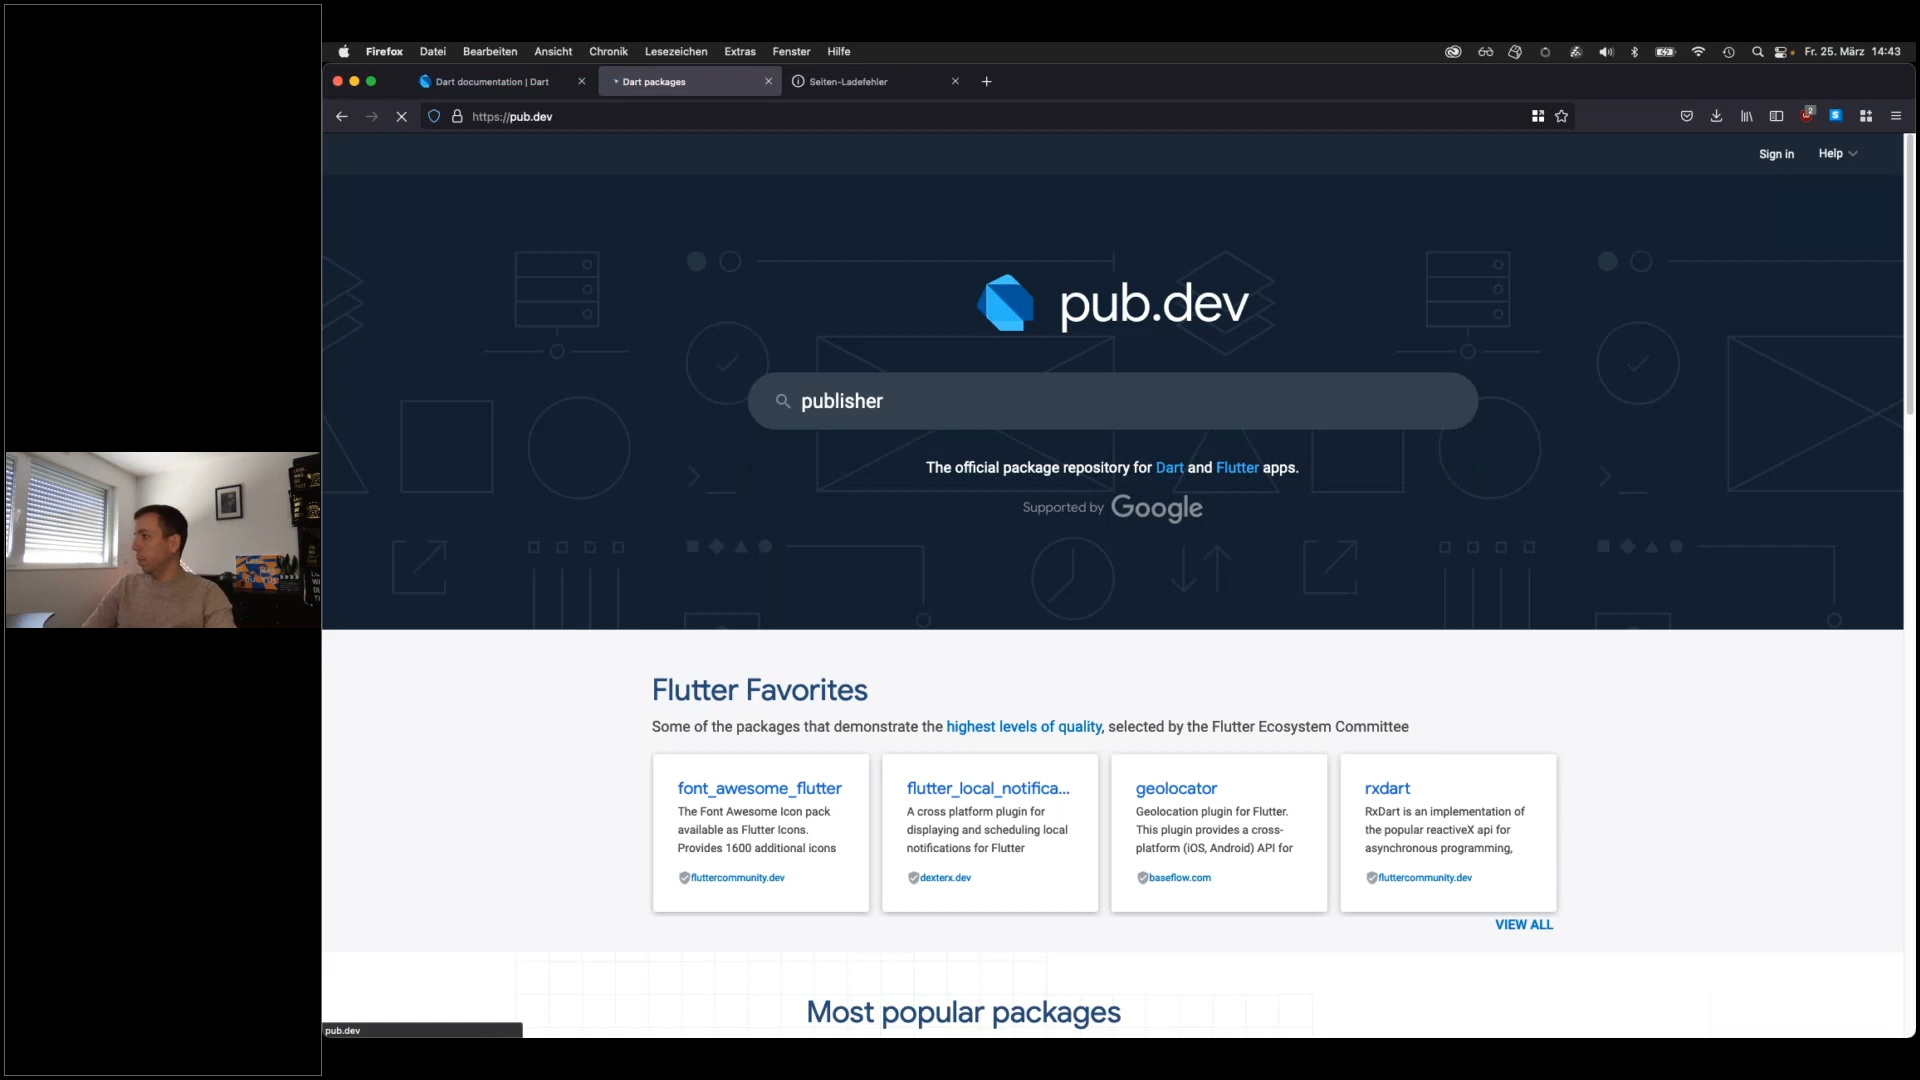 Firefox Datei Bearbeiten Ansicht Chronik Lesezeichen Extras Fenster Hilfe
Fr. 25. März 14:43
Dart documentation | Dart
Dart packages
Seiten-Ladefehler
https://pub.dev
2
S
Sign in
Help
pub.dev
publisher
The official package repository for Dart and Flutter apps.
Supported by Google
Flutter Favorites
Some of the packages that demonstrate the highest levels of quality, selected by the Flutter Ecosystem Committee
font_awesome_flutter
The Font Awesome Icon pack
available as Flutter Icons.
Provides 1600 additional icons
fluttercommunity.dev
flutter_local_notifica...
A cross platform plugin for
displaying and scheduling local
notifications for Flutter
dexterx.dev
geolocator
Geolocation plugin for Flutter.
This plugin provides a cross-
platform (iOS, Android) API for
baseflow.com
rxdart
RxDart is an implementation of
the popular reactiveX api for
asynchronous programming,
fluttercommunity.dev
VIEW ALL
Most popular packages
pub.dev